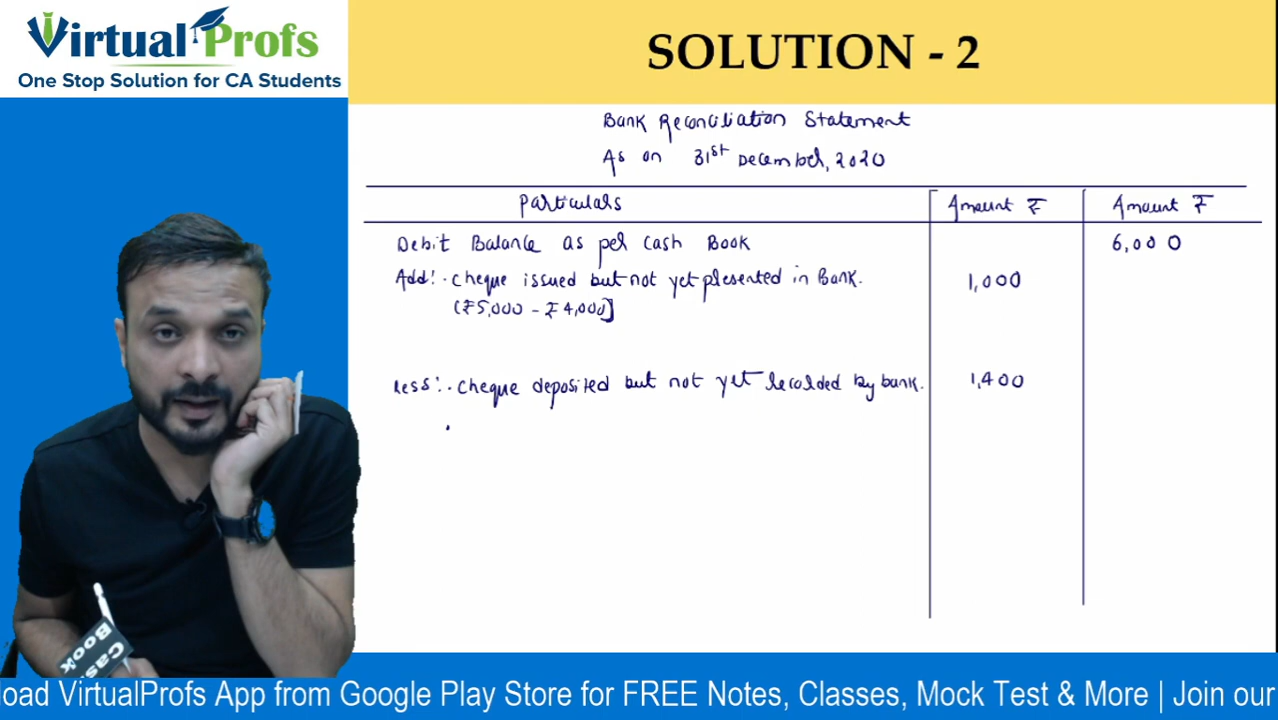 Virtual Profs
One Stop Solution for CA Students
SOLUTION - 2
Bank Reconciliation Statement
As on 31st December, 2020
Particulars Amount ₹ Amount ₹
Debit Balance as per Cash Book 6,000
Add:- Cheque issued but not yet presented in Bank. 1,000
(₹5,000 - ₹4,000]
Less:- Cheque deposited but not yet recorded by bank. 1,400
Cas
Book
load VirtualProfs App from Google Play Store for FREE Notes, Classes, Mock Test & More | Join our